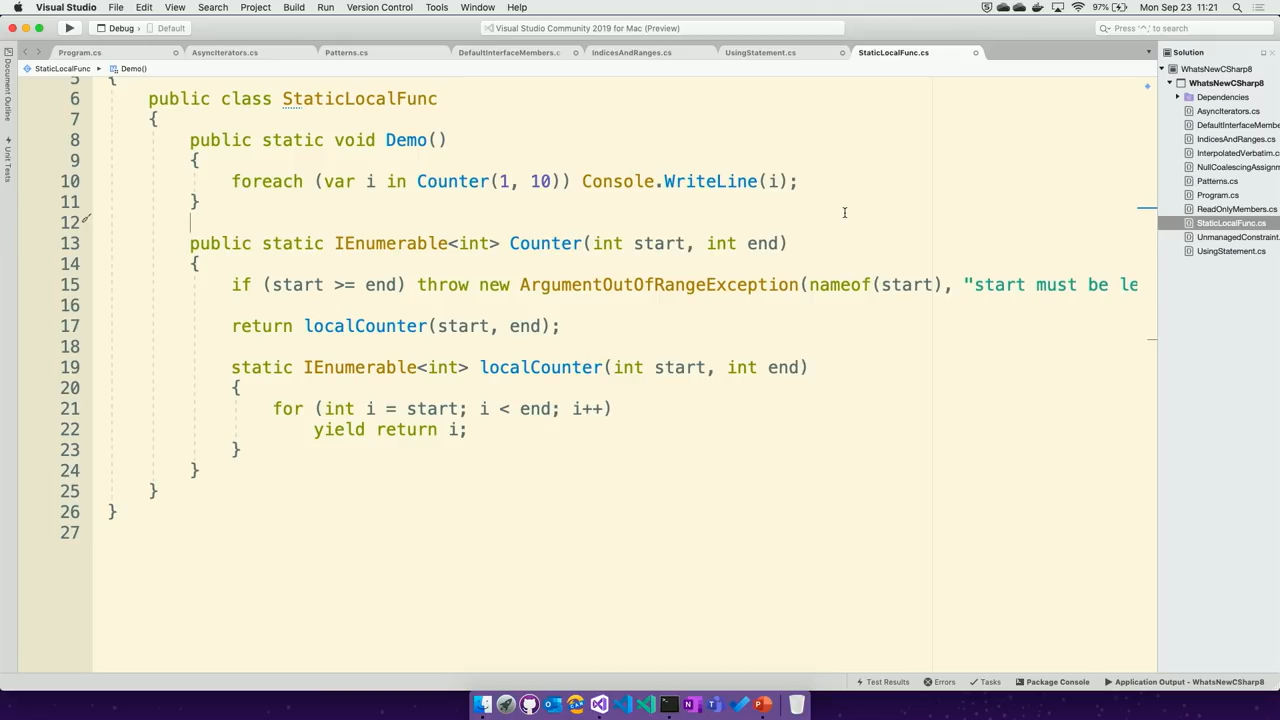 Visual Studio File Edit View Search Project Build Run Version Control Tools Window Help 97% Mon Sep 23 11:21
Debug Default Visual Studio Community 2019 for Mac (Preview) Press '⌘.' to search
Program.cs AsyncIterators.cs Patterns.cs DefaultInterfaceMembers.c IndicesAndRanges.cs UsingStatement.cs StaticLocalFunc.cs Solution
StaticLocalFunc Demo()
WhatsNewCSharp8
WhatsNewCSharp8
Dependencies
AsyncIterators.cs
DefaultInterfaceMembe
IndicesAndRanges.cs
InterpolatedVerbatim.c
NullCoalescingAssignm
Patterns.cs
Program.cs
ReadOnlyMembers.cs
StaticLocalFunc.cs
UnmanagedConstraint.
UsingStatement.cs
Document Outline
Unit Tests
5 {
6 public class StaticLocalFunc
7 {
8 public static void Demo()
9 {
10 foreach (var i in Counter(1, 10)) Console.WriteLine(i);
11 }
12
13 public static IEnumerable<int> Counter(int start, int end)
14 {
15 if (start >= end) throw new ArgumentOutOfRangeException(nameof(start), "start must be le
16
17 return localCounter(start, end);
18
19 static IEnumerable<int> localCounter(int start, int end)
20 {
21 for (int i = start; i < end; i++)
22 yield return i;
23 }
24 }
25 }
26 }
27
Test Results Errors Tasks Package Console Application Output - WhatsNewCSharp8